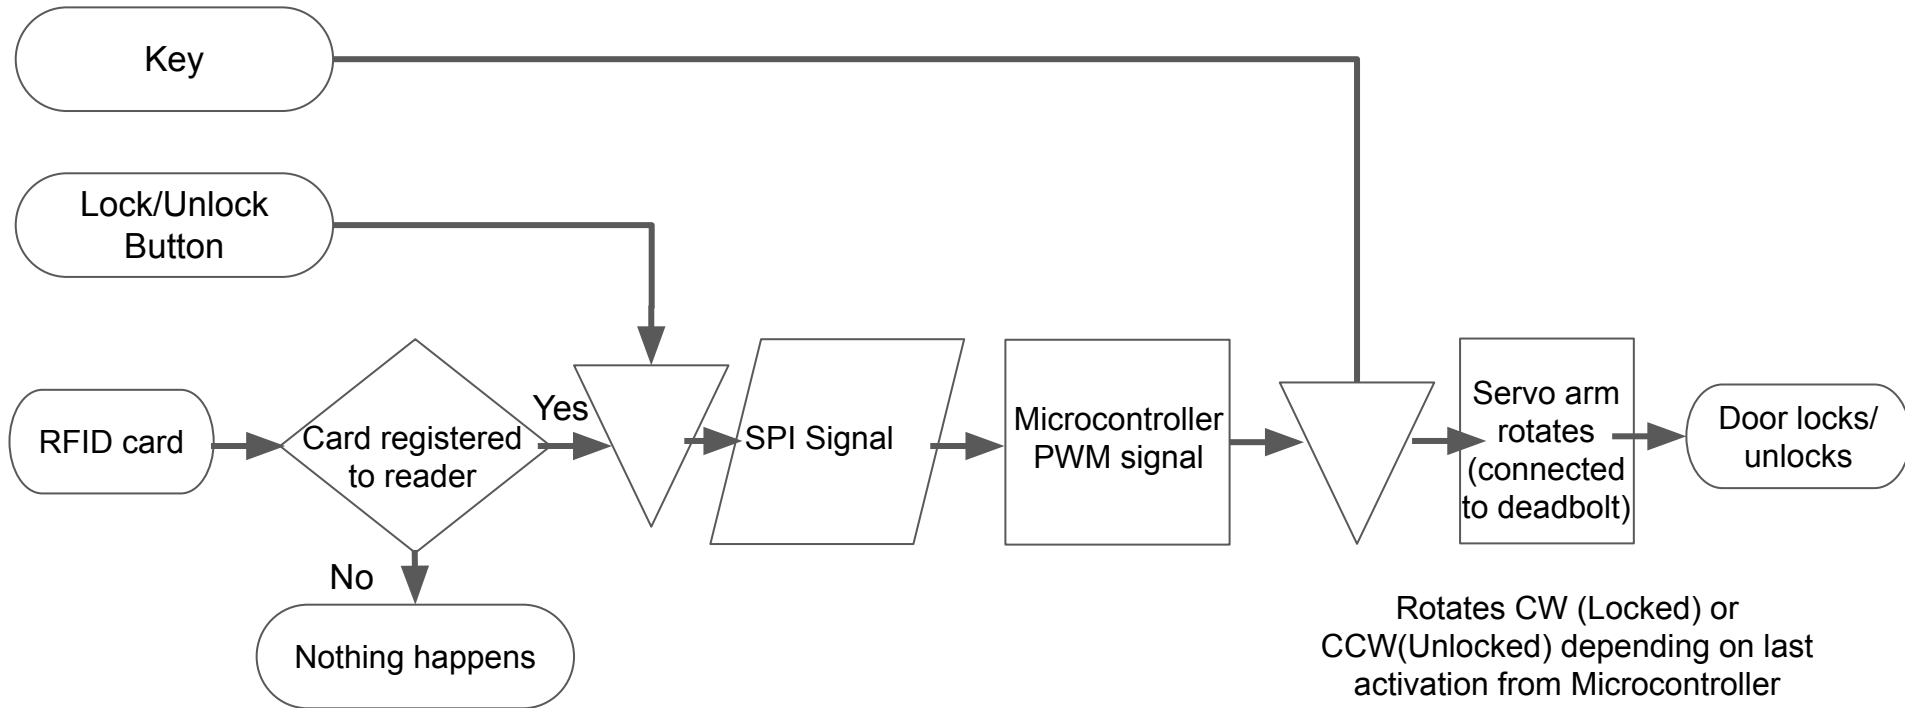 Key
Lock/Unlock
Button
RFID card
Card registered
to reader
Yes
No
Nothing happens
SPI Signal
Microcontroller
PWM signal
Servo arm
rotates
(connected
to deadbolt)
Door locks/
unlocks
Rotates CW (Locked) or
CCW(Unlocked) depending on last
activation from Microcontroller